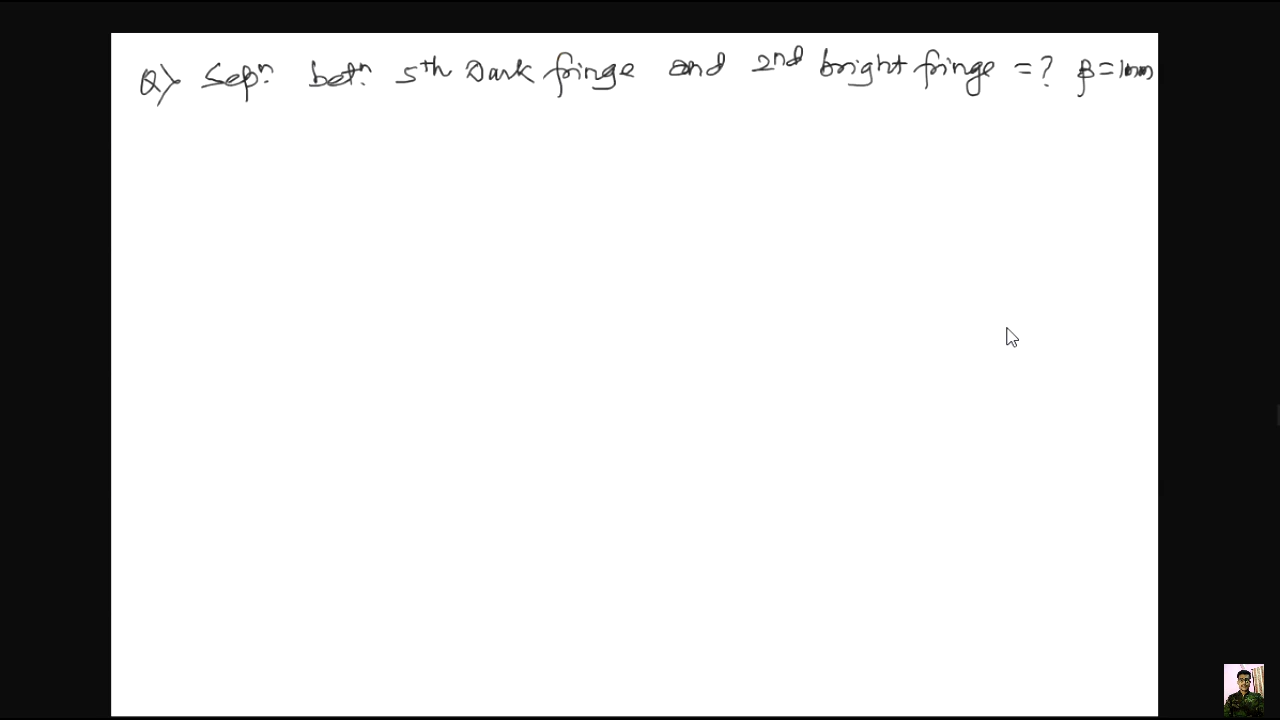 Q) Sepⁿ. betⁿ. 5th Dark fringe and 2nd bright fringe = ? β = 1mm